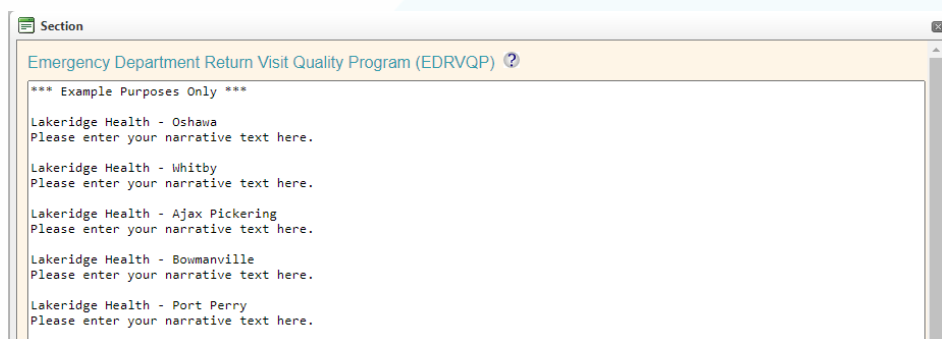 Section
Emergency Department Return Visit Quality Program (EDRVQP) ?
*** Example Purposes Only ***
Lakeridge Health - Oshawa
Please enter your narrative text here.
Lakeridge Health - Whitby
Please enter your narrative text here.
Lakeridge Health - Ajax Pickering
Please enter your narrative text here.
Lakeridge Health - Bowmanville
Please enter your narrative text here.
Lakeridge Health - Port Perry
Please enter your narrative text here.